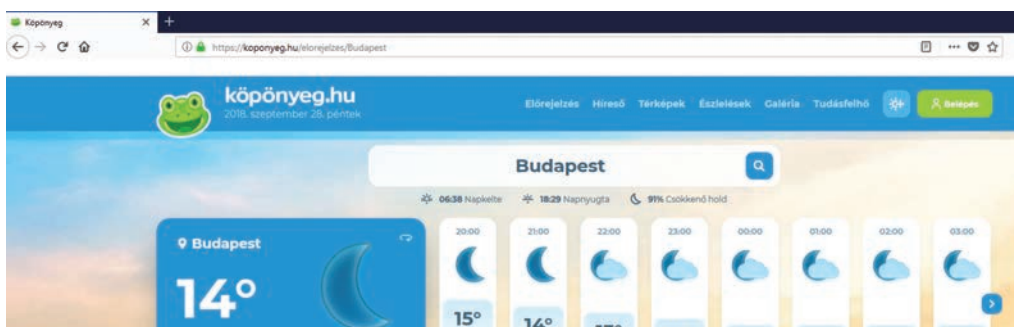 Köpönyeg
https://koponyeg.hu/elorejelzes/Budapest
köpönyeg.hu
2018. szeptember 28. péntek
Előrejelzés Híreső Térképek Észlelések Galéria Tudásfelhő Belépés
Budapest
06:38 Napkelte 18:29 Napnyugta 91% Csökkenő hold
20:00 21:00 22:00 23:00 00:00 01:00 02:00 03:00
Budapest
14°
15° 14°